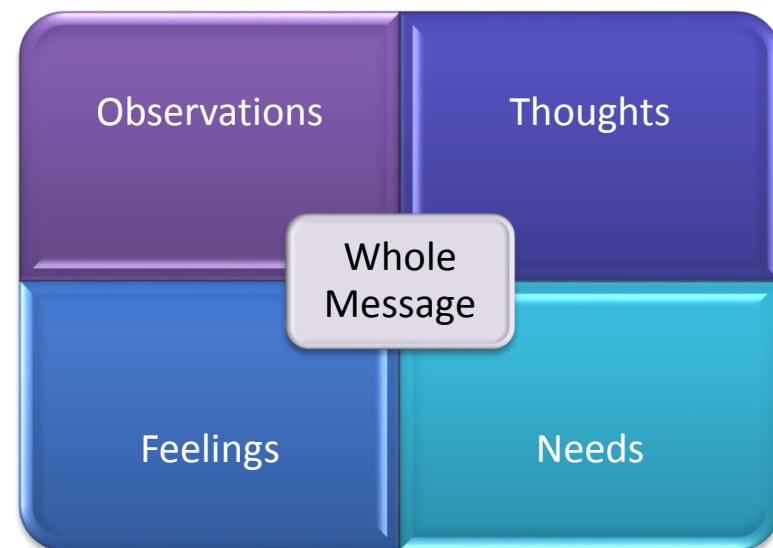 Observations
Thoughts
Whole
Message
Feelings
Needs